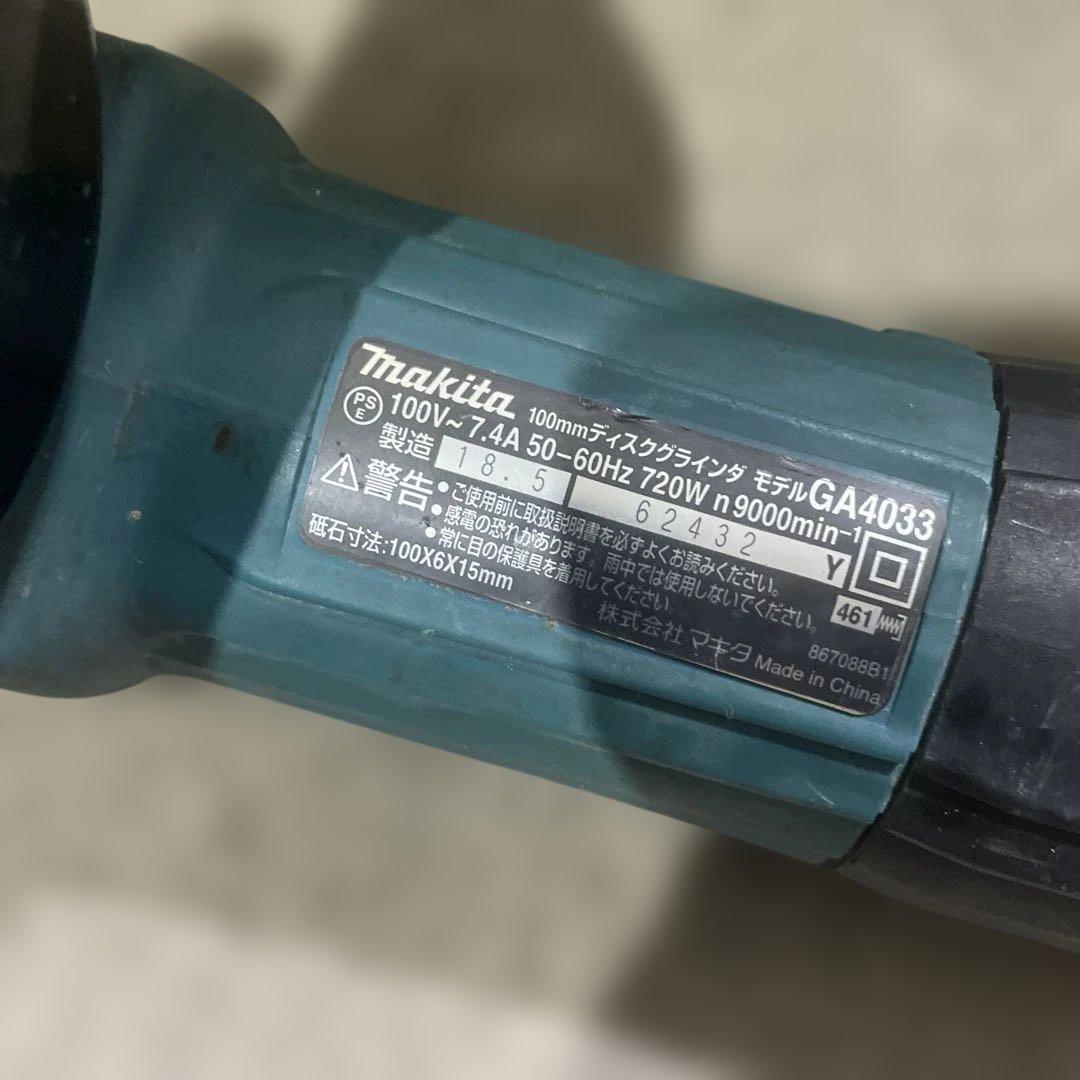 makita
100mmディスクグラインダ モデルGA4033
PS
E
100V~7.4A 50-60Hz 720W n 9000min-1
製造 18.5 62432 Y
警告 ●ご使用前に取扱説明書を必ずよくお読みください。
●感電の恐れがあります。雨中では使用しないでください。
●常に目の保護具を着用してください
461
砥石寸法:100X6X15mm
株式会社 マキタ Made in China
867088B1